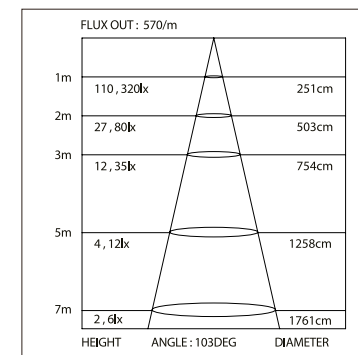 FLUX OUT : 570/m
1m
110 , 320lx 251cm
2m
27 , 80lx 503cm
3m
12 , 35lx 754cm
5m
4 , 12lx 1258cm
7m
2 , 6lx 1761cm
HEIGHT ANGLE : 103DEG DIAMETER